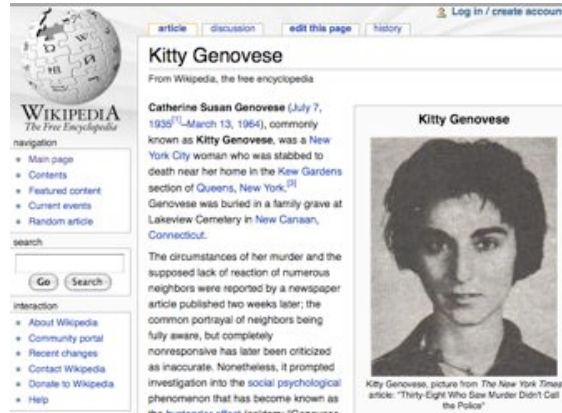 Log in / create account
article
discussion
edit this page
history
Kitty Genovese
From Wikipedia, the free encyclopedia
WIKIPEDIA
The Free Encyclopedia
navigation
Main page
Contents
Featured content
Current events
Random article
search
Go
Search
interaction
About Wikipedia
Community portal
Recent changes
Contact Wikipedia
Donate to Wikipedia
Help
Catherine Susan Genovese (July 7,
1935[1]–March 13, 1964), commonly
known as Kitty Genovese, was a New
York City woman who was stabbed to
death near her home in the Kew Gardens
section of Queens, New York.[3]
Genovese was buried in a family grave at
Lakeview Cemetery in New Canaan,
Connecticut.
The circumstances of her murder and the
supposed lack of reaction of numerous
neighbors were reported by a newspaper
article published two weeks later; the
common portrayal of neighbors being
fully aware, but completely
nonresponsive has later been criticized
as inaccurate. Nonetheless, it prompted
investigation into the social psychological
phenomenon that has become known as
Kitty Genovese
Kitty Genovese, picture from The New York Times
article: "Thirty-Eight Who Saw Murder Didn't Call
the Police"